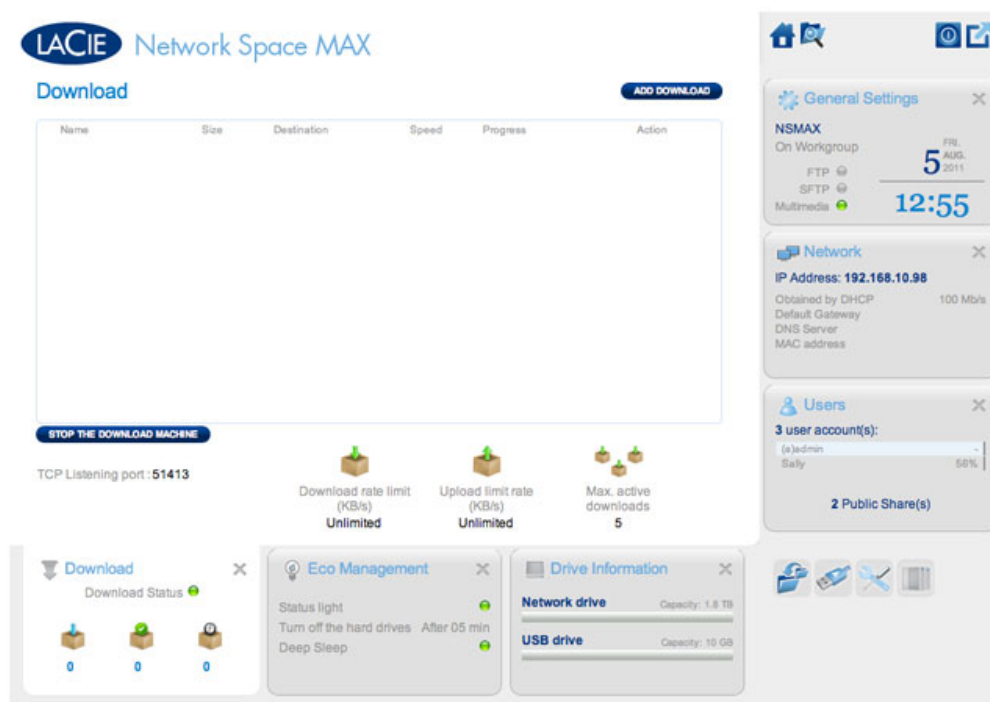 LACIE Network Space MAX
Download
ADD DOWNLOAD
Name Size Destination Speed Progress Action
STOP THE DOWNLOAD MACHINE
TCP Listening port : 51413
Download rate limit
(KB/s)
Unlimited
Upload limit rate
(KB/s)
Unlimited
Max. active
downloads
5
General Settings
NSMAX
On Workgroup
FTP
SFTP
Multimedia
FRI.
5 AUG.
2011
12:55
Network
IP Address: 192.168.10.98
Obtained by DHCP 100 Mb/s
Default Gateway
DNS Server
MAC address
Users
3 user account(s):
(a)admin -
Sally 56%
2 Public Share(s)
Download
Download Status
0 0 0
Eco Management
Status light
Turn off the hard drives After 05 min
Deep Sleep
Drive Information
Network drive Capacity: 1.8 TB
USB drive Capacity: 10 GB